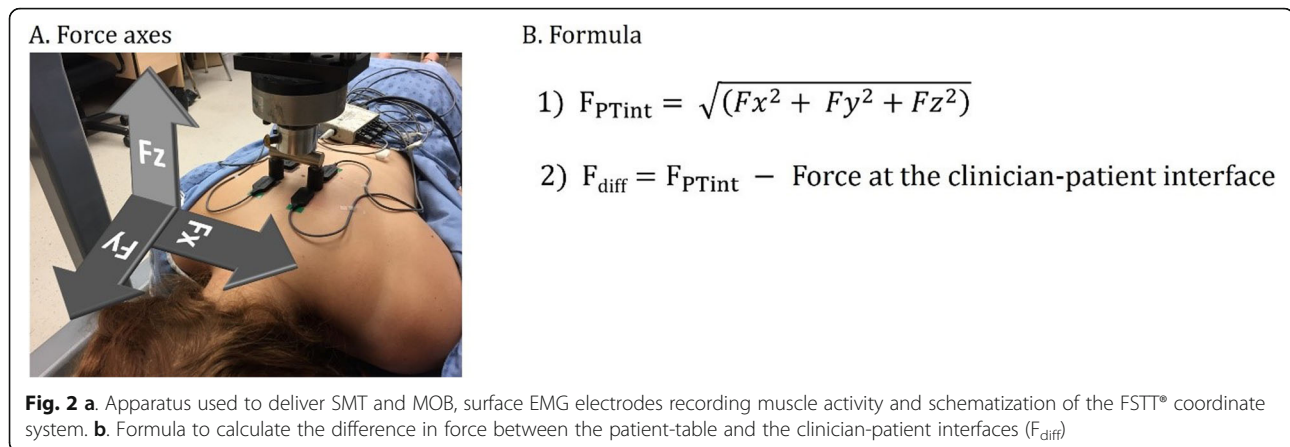 A. Force axes
Fz
Fy
Fx
B. Formula
1) F_PTint = √(Fx² + Fy² + Fz²)
2) F_diff = F_PTint − Force at the clinician-patient interface
Fig. 2 a. Apparatus used to deliver SMT and MOB, surface EMG electrodes recording muscle activity and schematization of the FSTT® coordinate
system. b. Formula to calculate the difference in force between the patient-table and the clinician-patient interfaces (F_diff)